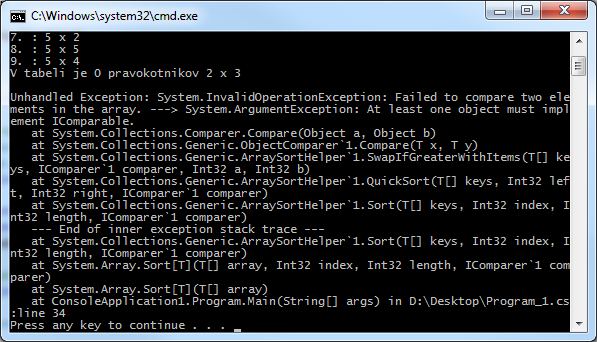 C:\Windows\system32\cmd.exe
7. : 5 x 2
8. : 5 x 5
9. : 5 x 4
V tabeli je 0 pravokotnikov 2 x 3
Unhandled Exception: System.InvalidOperationException: Failed to compare two ele
ments in the array. ---> System.ArgumentException: At least one object must impl
ement IComparable.
at System.Collections.Comparer.Compare(Object a, Object b)
at System.Collections.Generic.ObjectComparer`1.Compare(T x, T y)
at System.Collections.Generic.ArraySortHelper`1.SwapIfGreaterWithItems(T[] ke
ys, IComparer`1 comparer, Int32 a, Int32 b)
at System.Collections.Generic.ArraySortHelper`1.QuickSort(T[] keys, Int32 lef
t, Int32 right, IComparer`1 comparer)
at System.Collections.Generic.ArraySortHelper`1.Sort(T[] keys, Int32 index, I
nt32 length, IComparer`1 comparer)
--- End of inner exception stack trace ---
at System.Collections.Generic.ArraySortHelper`1.Sort(T[] keys, Int32 index, I
nt32 length, IComparer`1 comparer)
at System.Array.Sort[T](T[] array, Int32 index, Int32 length, IComparer`1 com
parer)
at System.Array.Sort[T](T[] array)
at ConsoleApplication1.Program.Main(String[] args) in D:\Desktop\Program_1.cs
:line 34
Press any key to continue . . .